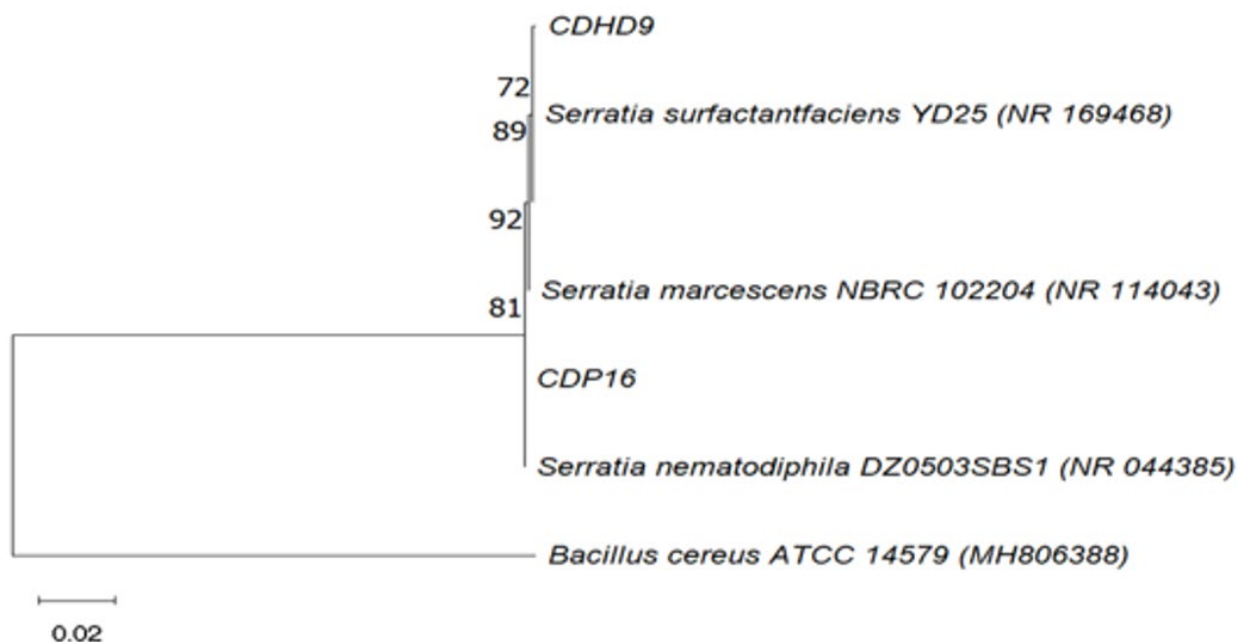 CDHD9
72
Serratia surfactantfaciens YD25 (NR 169468)
89
92
Serratia marcescens NBRC 102204 (NR 114043)
81
CDP16
Serratia nematodiphila DZ0503SBS1 (NR 044385)
Bacillus cereus ATCC 14579 (MH806388)
0.02